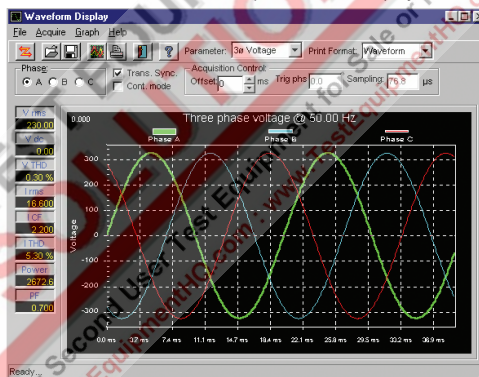 Waveform Display
File Acquire Graph Help
Parameter: 3ø Voltage Print Format: Waveform
Phase:
A B C
Trans. Sync.
Cont. mode
Acquisition Control:
Offset: 0 ms Trig phs 0.0 Sampling: 76.8 µs
V rms
230.00
V dc
0.00
V THD
0.30 %
I rms
16.600
I CF
2.200
I THD
5.30 %
Power
2672.6
PF
0.700
0.000
Three phase voltage @ 50.00 Hz
Phase A Phase B Phase C
Voltage
300
200
100
0
-100
-200
-300
0.0 ms 3.7 ms 7.4 ms 11.1 ms 14.7 ms 18.4 ms 22.1 ms 25.8 ms 29.5 ms 33.2 ms 36.9 ms
Ready...
Second User Test Equipment for Sale or
www.TestEquipmentHQ.com